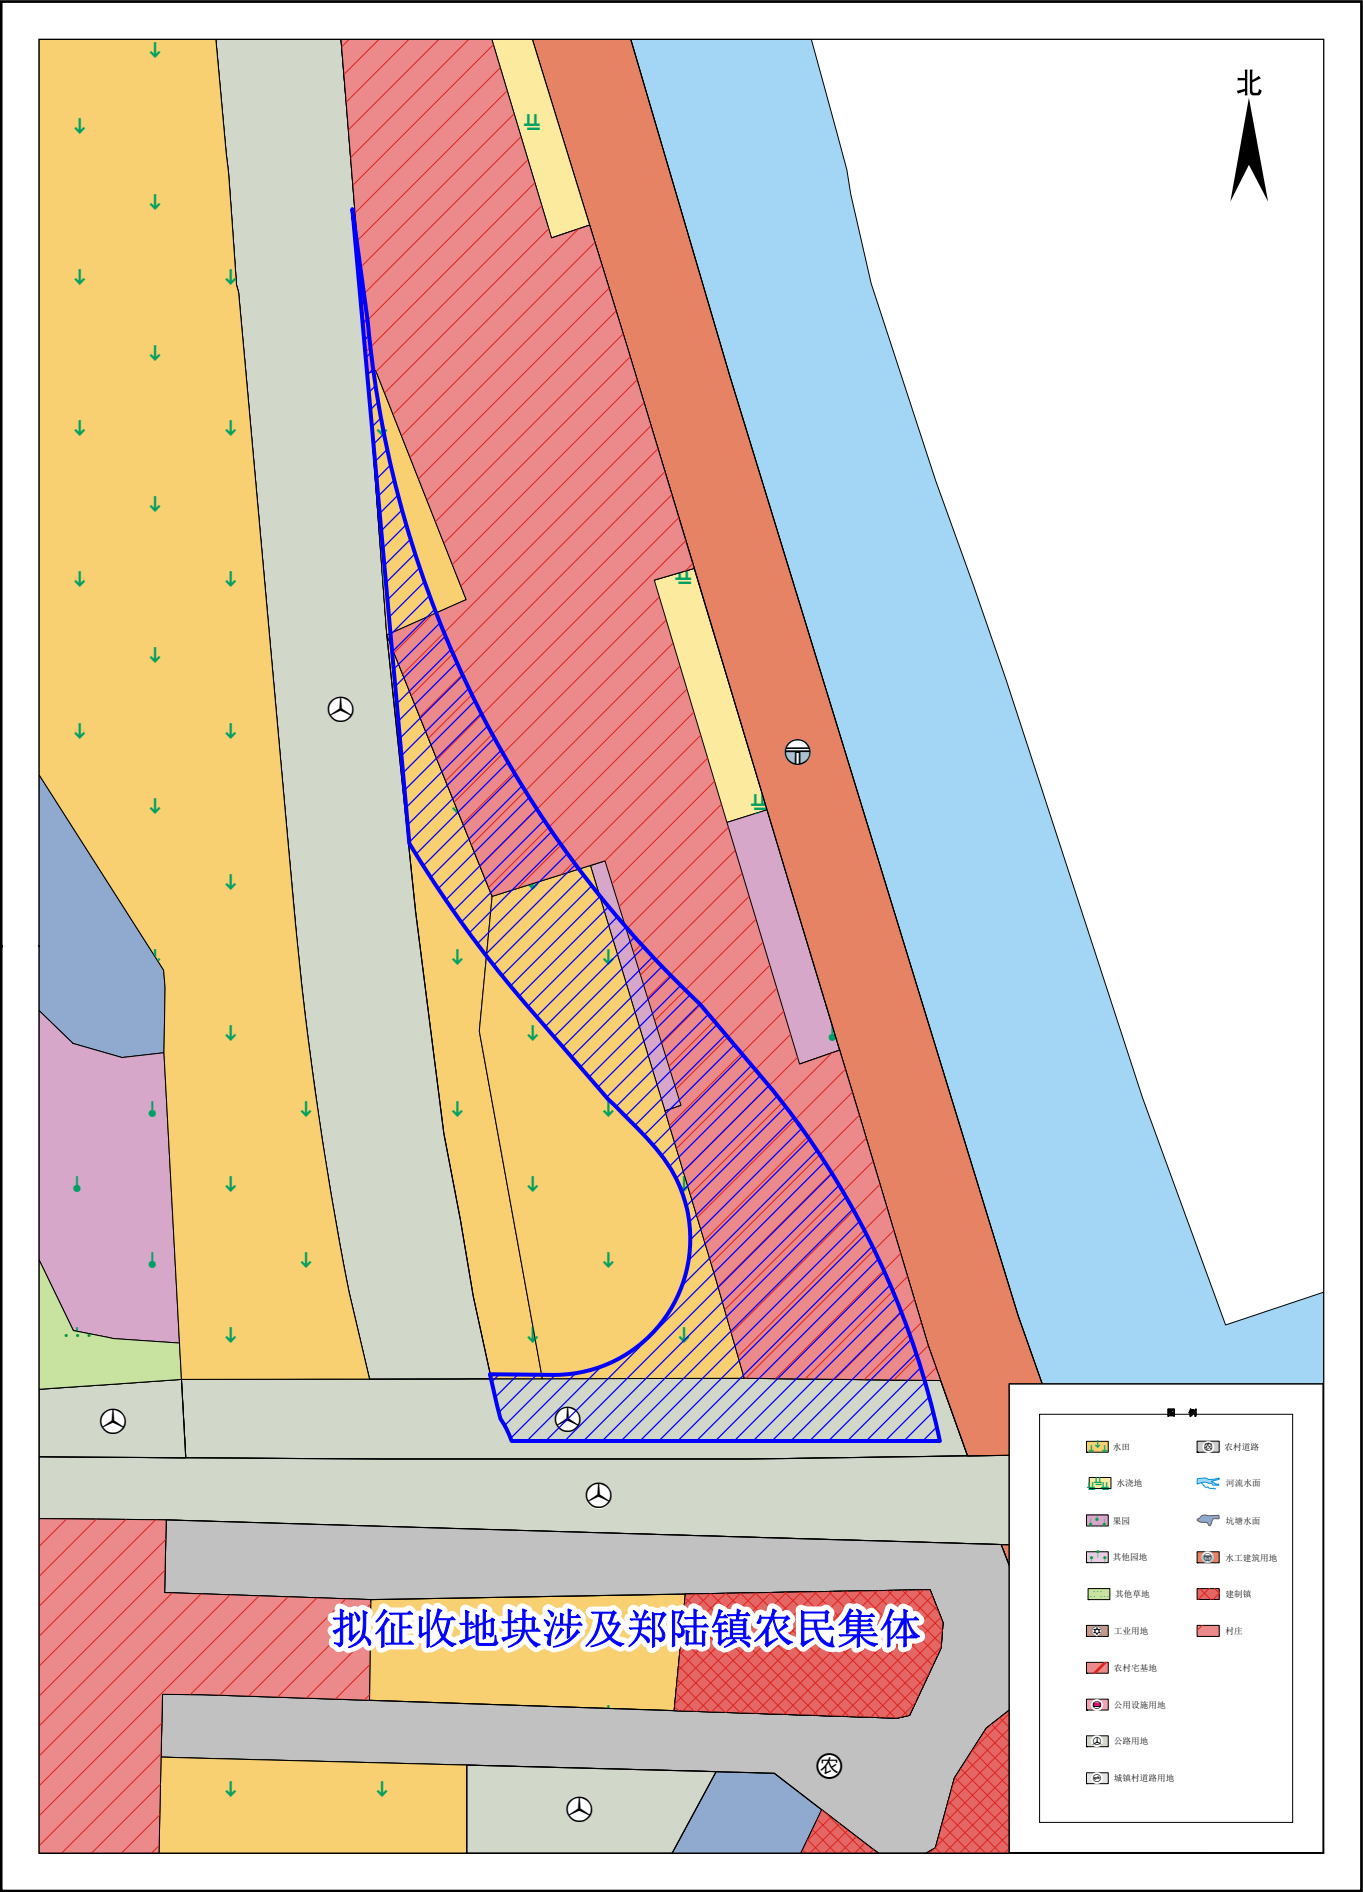 北
拟征收地块涉及郑陆镇农民集体
农
图 例
水田
农村道路
水浇地
河流水面
果园
坑塘水面
其他园地
水工建筑用地
其他草地
建制镇
工业用地
村庄
农村宅基地
公用设施用地
公路用地
城镇村道路用地